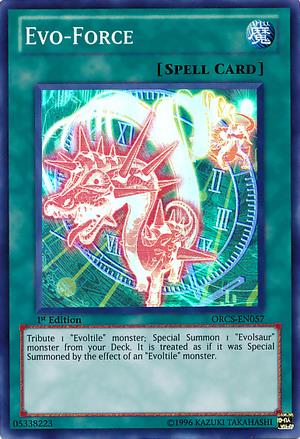 EVO-FORCE
魔
[SPELL CARD]
1st Edition
ORCS-EN057
Tribute 1 "Evoltile" monster; Special Summon 1 "Evolsaur"
monster from your Deck. It is treated as if it was Special
Summoned by the effect of an "Evoltile" monster.
05338223
©1996 KAZUKI TAKAHASHI